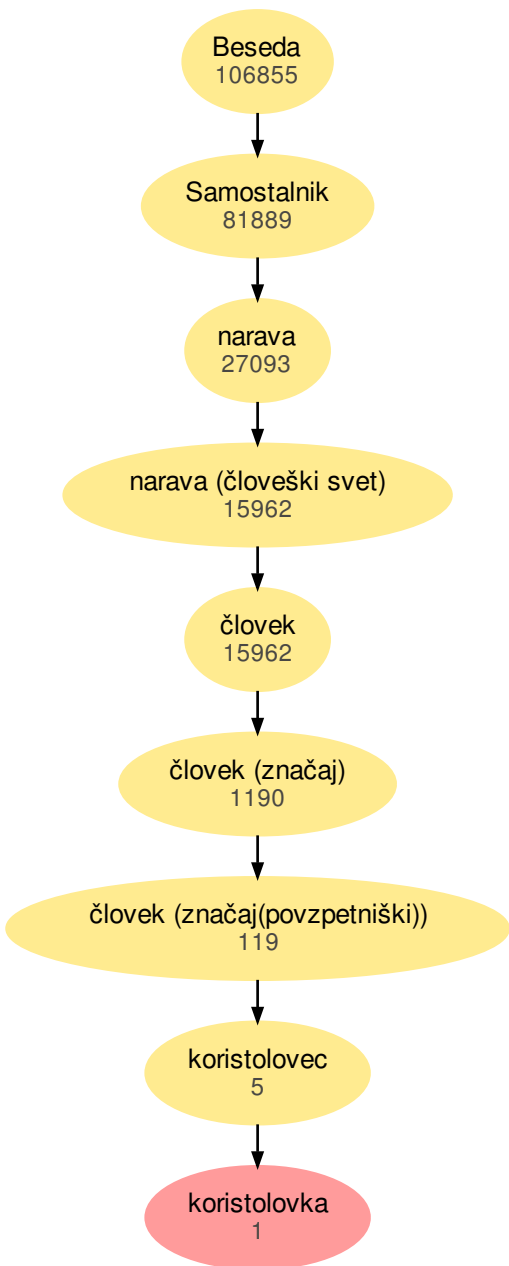 Beseda
106855
Samostalnik
81889
narava
27093
narava (človeški svet)
15962
človek
15962
človek (značaj)
1190
človek (značaj(povzpetniški))
119
koristolovec
5
koristolovka
1